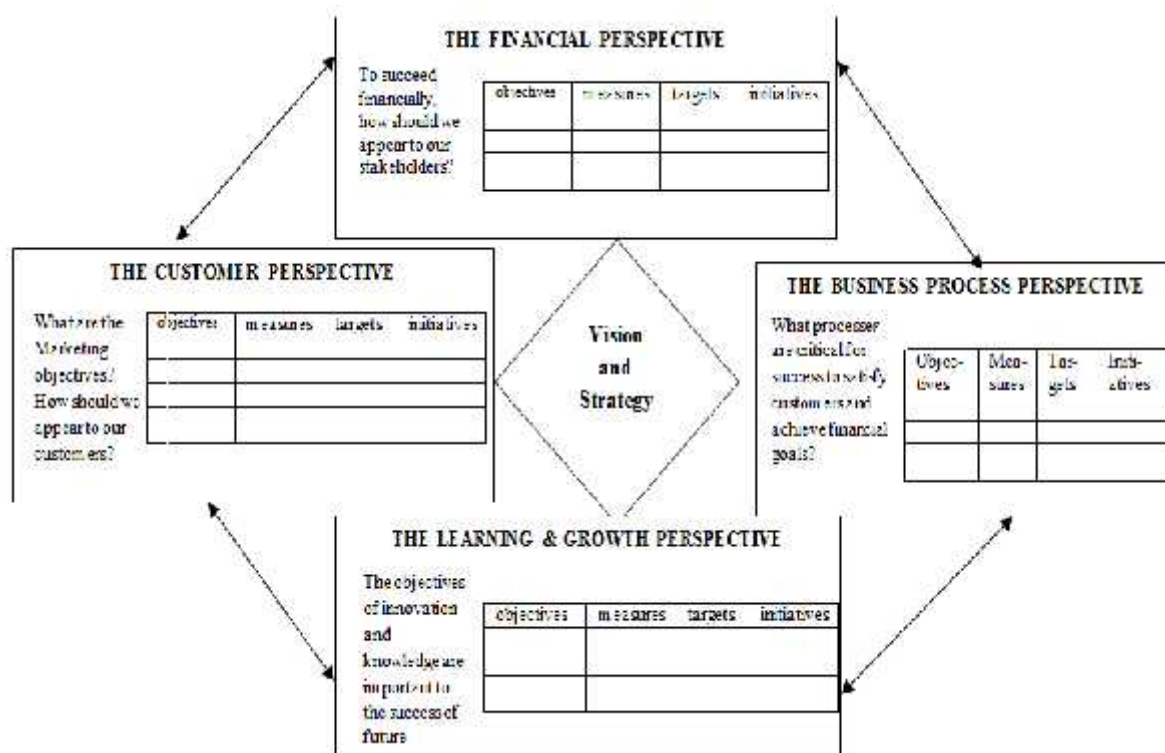 THE FINANCIAL PERSPECTIVE
To succeed
financially,
how should we
appear to our
stakeholders?
objectives measures targets initiatives
THE CUSTOMER PERSPECTIVE
What are the
Marketing
objectives?
How should we
appear to our
customers?
objectives measures targets initiatives
Vision
and
Strategy
THE BUSINESS PROCESS PERSPECTIVE
What processes
are critical for
success to satisfy
customers and
achieve financial
goals?
Objec- Mea- Tar- Initi-
tives sures gets atives
THE LEARNING & GROWTH PERSPECTIVE
The objectives
of innovation
and
knowledge are
important to
the success of
future
objectives measures targets initiatives